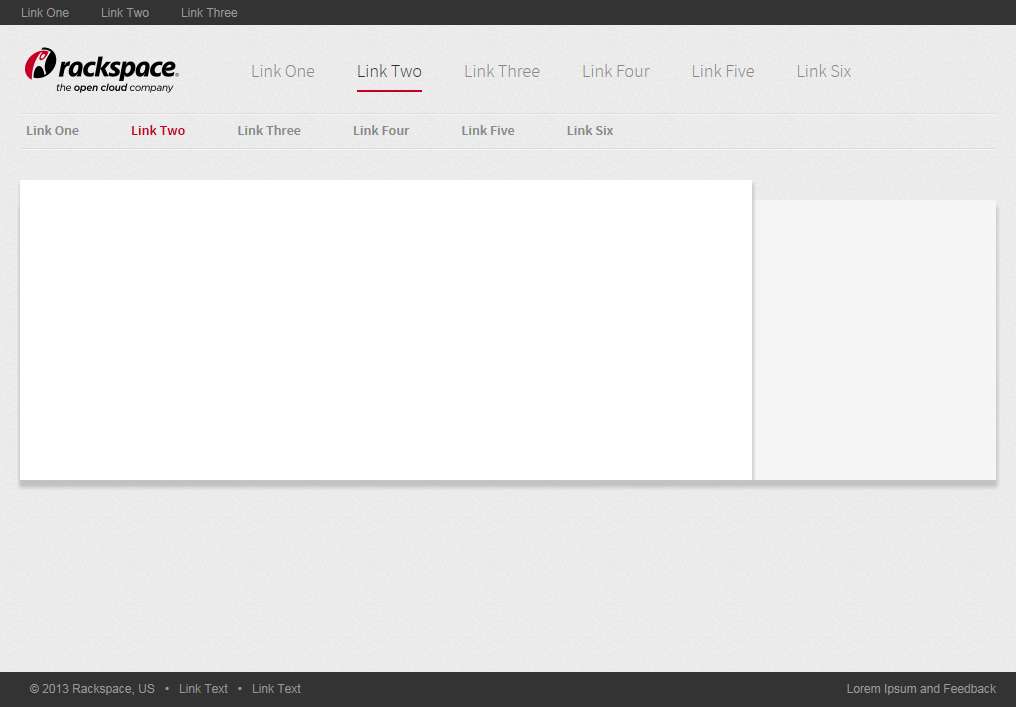 Link One Link Two Link Three
rackspace®
the open cloud company
Link One Link Two Link Three Link Four Link Five Link Six
Link One Link Two Link Three Link Four Link Five Link Six
© 2013 Rackspace, US • Link Text • Link Text
Lorem Ipsum and Feedback